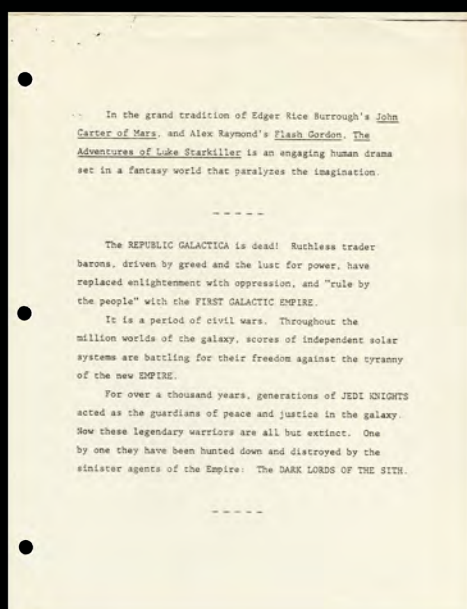 In the grand tradition of Edger Rice Burrough's John
Carter of Mars, and Alex Raymond's Flash Gordon, The
Adventures of Luke Starkiller is an engaging human drama
set in a fantasy world that paralyzes the imagination.
- - - - -
The REPUBLIC GALACTICA is dead! Ruthless trader
barons, driven by greed and the lust for power, have
replaced enlightenment with oppression, and "rule by
the people" with the FIRST GALACTIC EMPIRE.
It is a period of civil wars. Throughout the
million worlds of the galaxy, scores of independent solar
systems are battling for their freedom against the tyranny
of the new EMPIRE.
For over a thousand years, generations of JEDI KNIGHTS
acted as the guardians of peace and justice in the galaxy.
Now these legendary warriors are all but extinct. One
by one they have been hunted down and distroyed by the
sinister agents of the Empire: The DARK LORDS OF THE SITH.
- - - - -